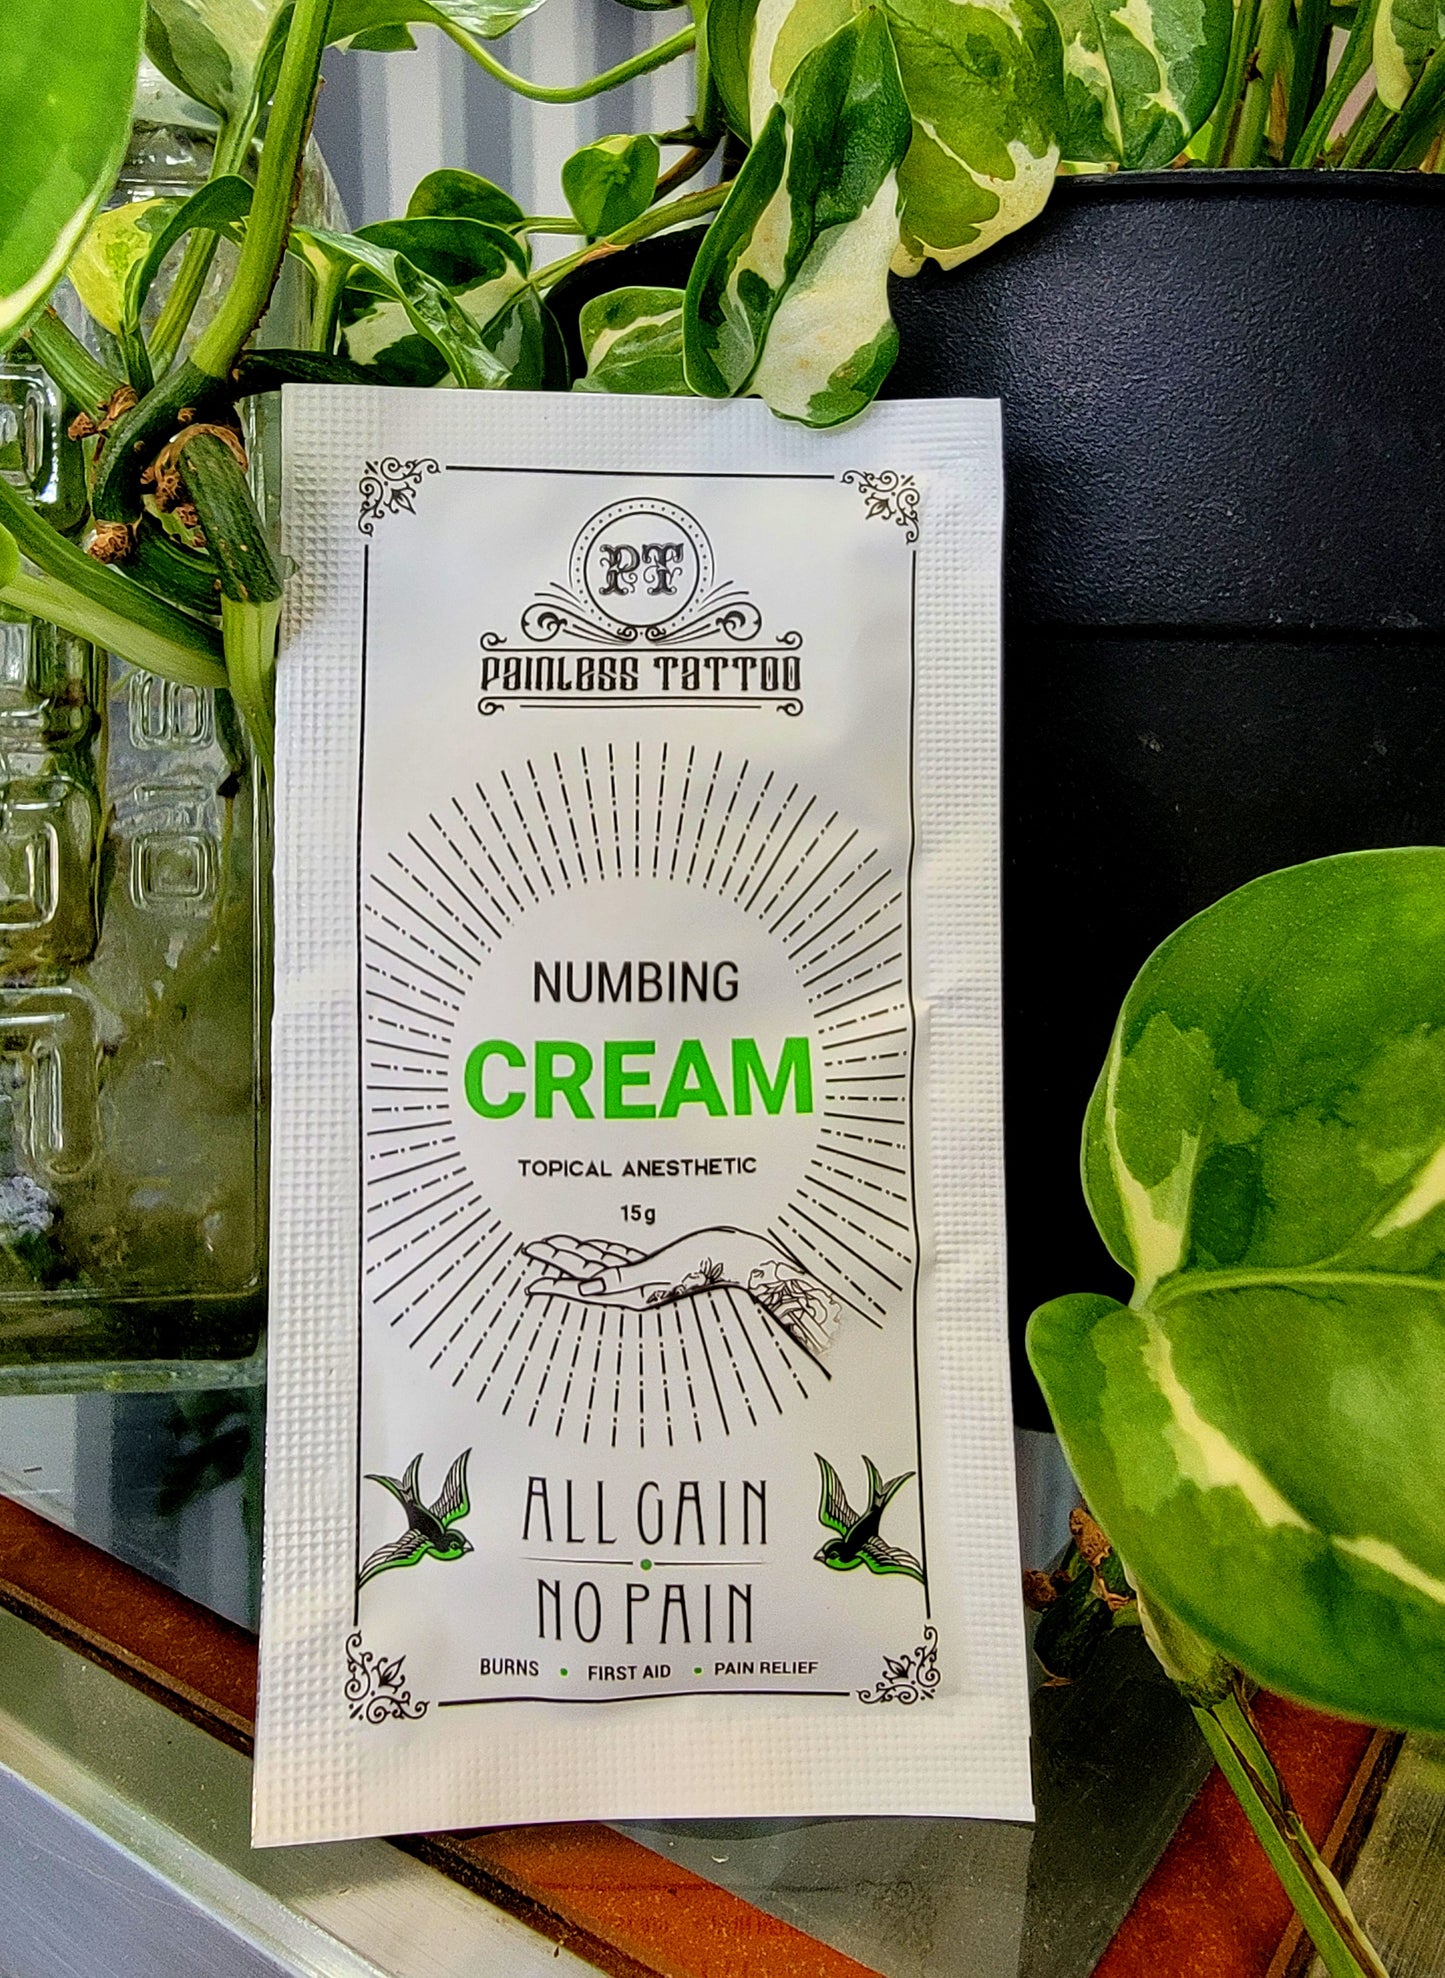 PT
PAINLESS TATTOO
NUMBING
CREAM
TOPICAL ANESTHETIC
15g
ALL GAIN
NO PAIN
BURNS • FIRST AID • PAIN RELIEF